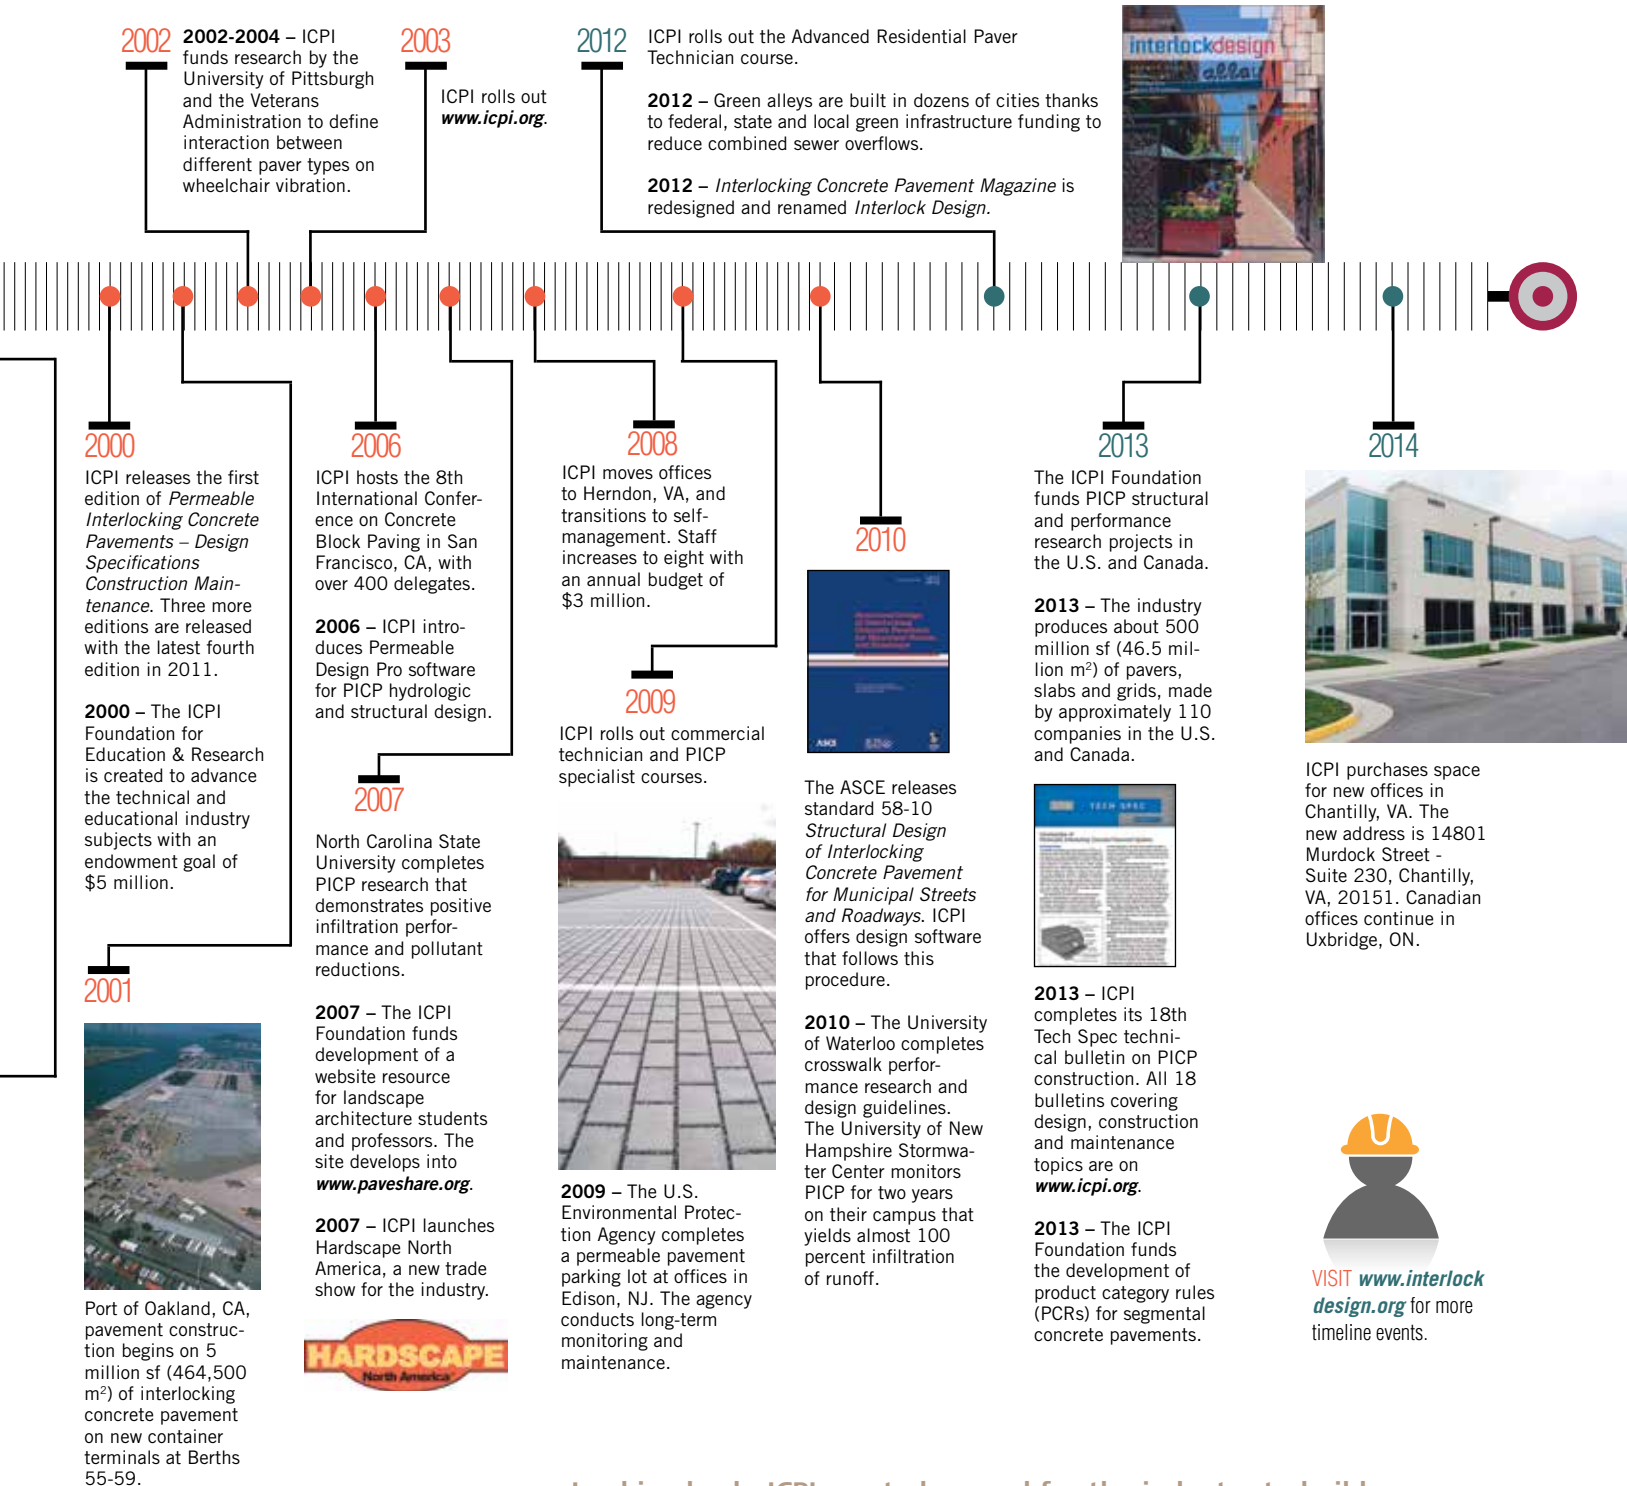 2002
2002-2004 – ICPI
funds research by the
University of Pittsburgh
and the Veterans
Administration to define
interaction between
different paver types on
wheelchair vibration.
2003
ICPI rolls out
www.icpi.org.
2012
ICPI rolls out the Advanced Residential Paver
Technician course.
2012 – Green alleys are built in dozens of cities thanks
to federal, state and local green infrastructure funding to
reduce combined sewer overflows.
2012 – Interlocking Concrete Pavement Magazine is
redesigned and renamed Interlock Design.
interlockdesign
2000
ICPI releases the first
edition of Permeable
Interlocking Concrete
Pavements – Design
Specifications
Construction Main-
tenance. Three more
editions are released
with the latest fourth
edition in 2011.
2000 – The ICPI
Foundation for
Education & Research
is created to advance
the technical and
educational industry
subjects with an
endowment goal of
$5 million.
2001
Port of Oakland, CA,
pavement construc-
tion begins on 5
million sf (464,500
m²) of interlocking
concrete pavement
on new container
terminals at Berths
55-59.
2006
ICPI hosts the 8th
International Confer-
ence on Concrete
Block Paving in San
Francisco, CA, with
over 400 delegates.
2006 – ICPI intro-
duces Permeable
Design Pro software
for PICP hydrologic
and structural design.
2007
North Carolina State
University completes
PICP research that
demonstrates positive
infiltration perfor-
mance and pollutant
reductions.
2007 – The ICPI
Foundation funds
development of a
website resource
for landscape
architecture students
and professors. The
site develops into
www.paveshare.org.
2007 – ICPI launches
Hardscape North
America, a new trade
show for the industry.
HARDSCAPE
North America
2008
ICPI moves offices
to Herndon, VA, and
transitions to self-
management. Staff
increases to eight with
an annual budget of
$3 million.
2009
ICPI rolls out commercial
technician and PICP
specialist courses.
2009 – The U.S.
Environmental Protec-
tion Agency completes
a permeable pavement
parking lot at offices in
Edison, NJ. The agency
conducts long-term
monitoring and
maintenance.
2010
ASCE
The ASCE releases
standard 58-10
Structural Design
of Interlocking
Concrete Pavement
for Municipal Streets
and Roadways. ICPI
offers design software
that follows this
procedure.
2010 – The University
of Waterloo completes
crosswalk perfor-
mance research and
design guidelines.
The University of New
Hampshire Stormwa-
ter Center monitors
PICP for two years
on their campus that
yields almost 100
percent infiltration
of runoff.
2013
The ICPI Foundation
funds PICP structural
and performance
research projects in
the U.S. and Canada.
2013 – The industry
produces about 500
million sf (46.5 mil-
lion m²) of pavers,
slabs and grids, made
by approximately 110
companies in the U.S.
and Canada.
TECH SPEC
2013 – ICPI
completes its 18th
Tech Spec techni-
cal bulletin on PICP
construction. All 18
bulletins covering
design, construction
and maintenance
topics are on
www.icpi.org.
2013 – The ICPI
Foundation funds
the development of
product category rules
(PCRs) for segmental
concrete pavements.
2014
ICPI purchases space
for new offices in
Chantilly, VA. The
new address is 14801
Murdock Street -
Suite 230, Chantilly,
VA, 20151. Canadian
offices continue in
Uxbridge, ON.
VISIT www.interlock
design.org for more
timeline events.